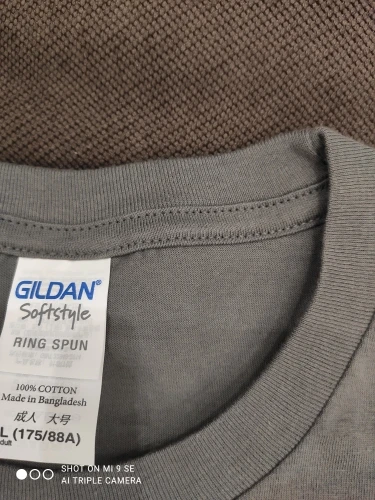 GILDAN®
Softstyle
RING SPUN
100% COTTON
Made in Bangladesh
成人 大号
L (175/88A)
dult
SHOT ON MI 9 SE
AI TRIPLE CAMERA